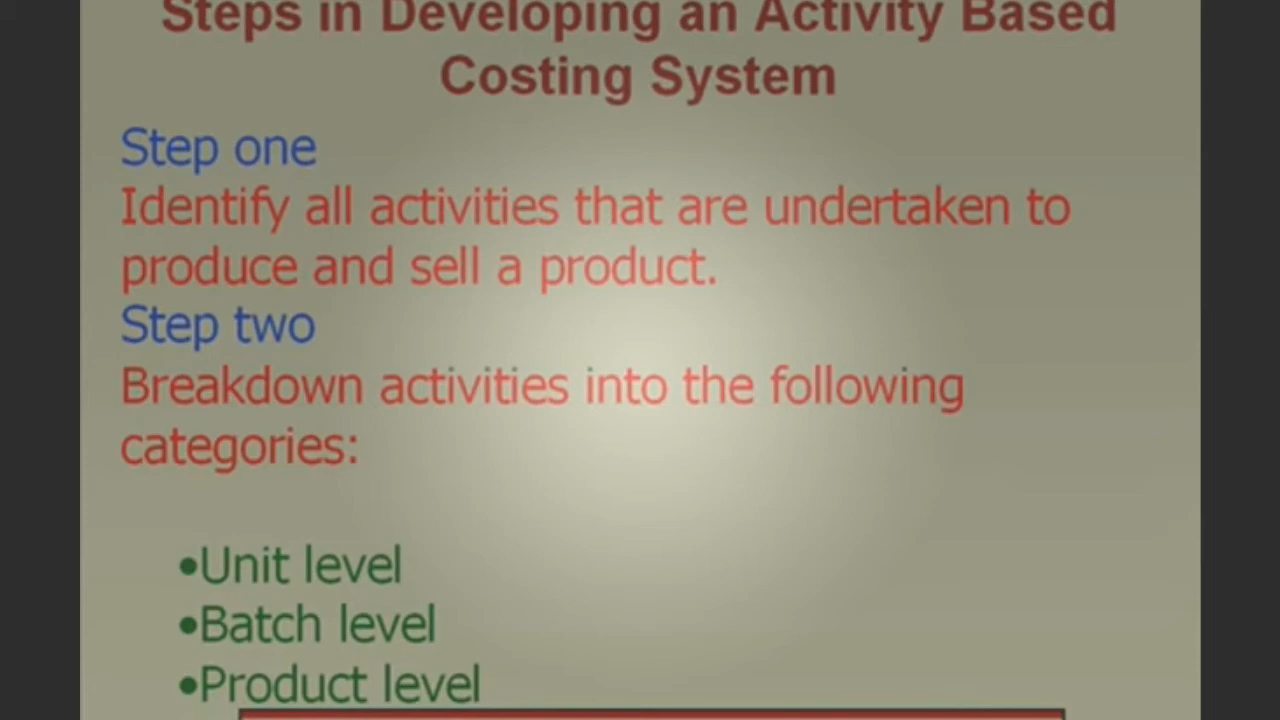 Steps in Developing an Activity Based
Costing System
Step one
Identify all activities that are undertaken to
produce and sell a product.
Step two
Breakdown activities into the following
categories:
•Unit level
•Batch level
•Product level